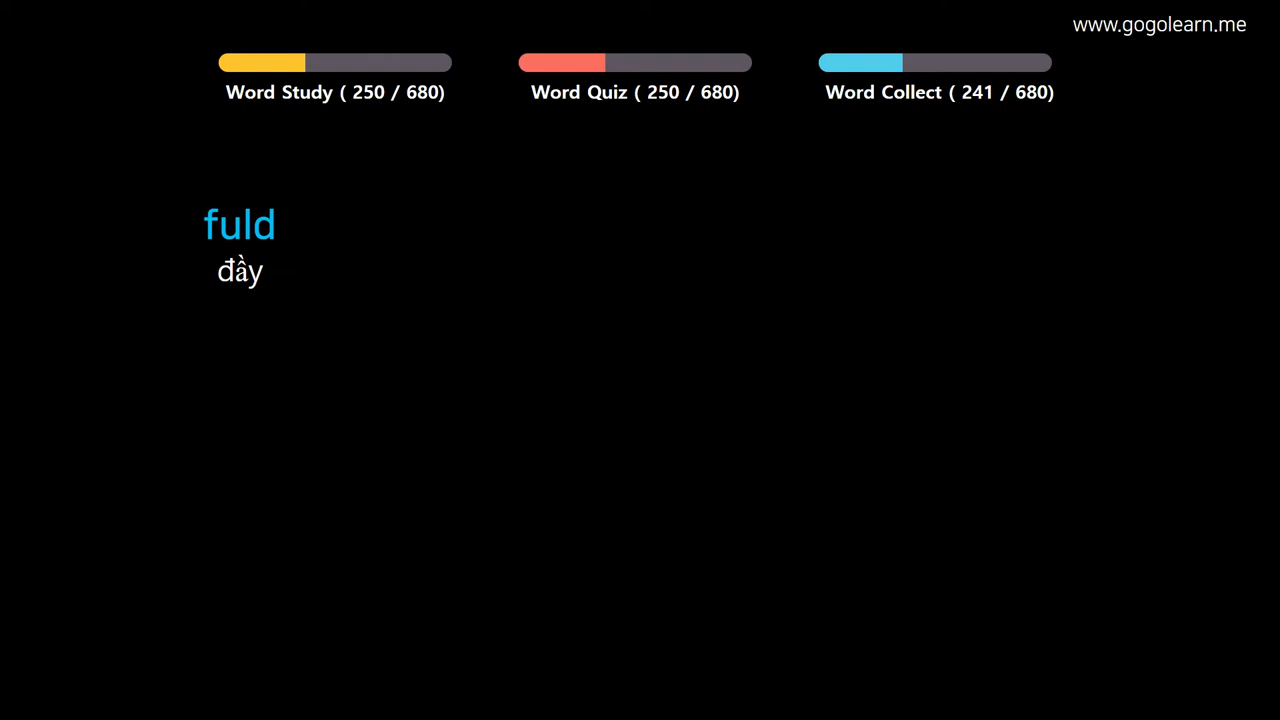 www.gogolearn.me
Word Study ( 250 / 680)
Word Quiz ( 250 / 680)
Word Collect ( 241 / 680)
fuld
đầy